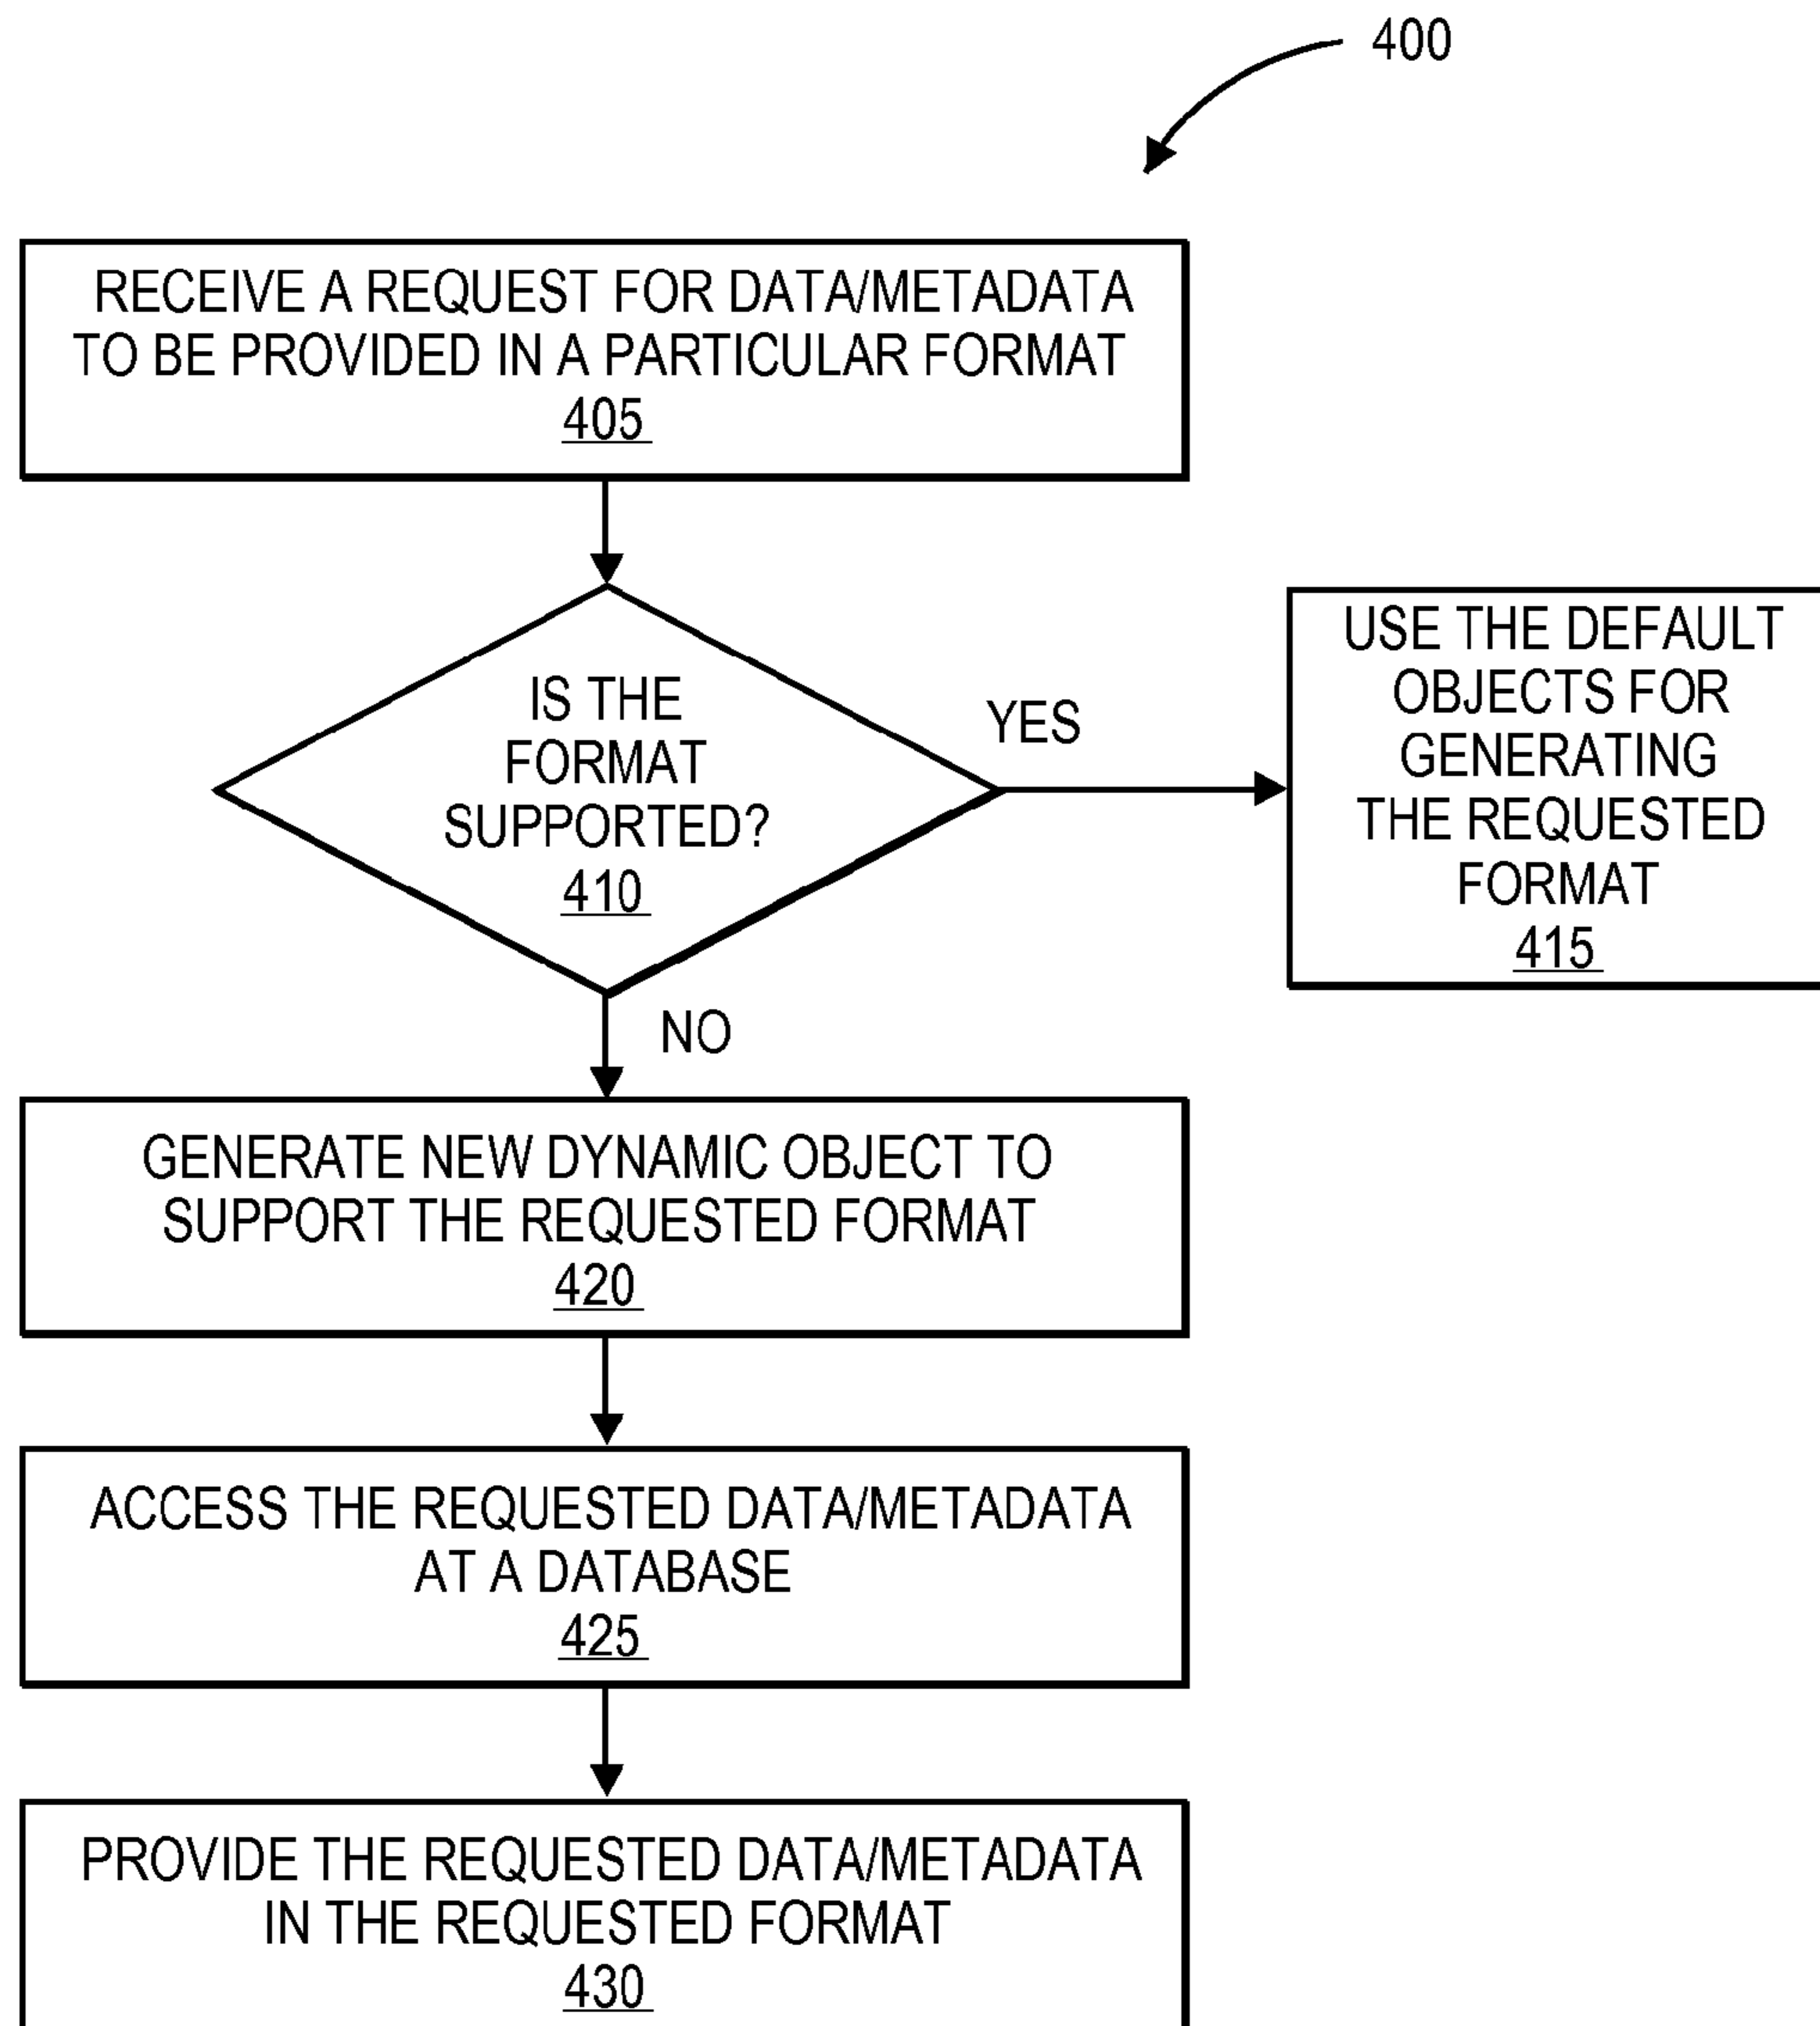 400
RECEIVE A REQUEST FOR DATA/METADATA
TO BE PROVIDED IN A PARTICULAR FORMAT
405
IS THE
FORMAT
SUPPORTED?
410
YES
USE THE DEFAULT
OBJECTS FOR
GENERATING
THE REQUESTED
FORMAT
415
NO
GENERATE NEW DYNAMIC OBJECT TO
SUPPORT THE REQUESTED FORMAT
420
ACCESS THE REQUESTED DATA/METADATA
AT A DATABASE
425
PROVIDE THE REQUESTED DATA/METADATA
IN THE REQUESTED FORMAT
430